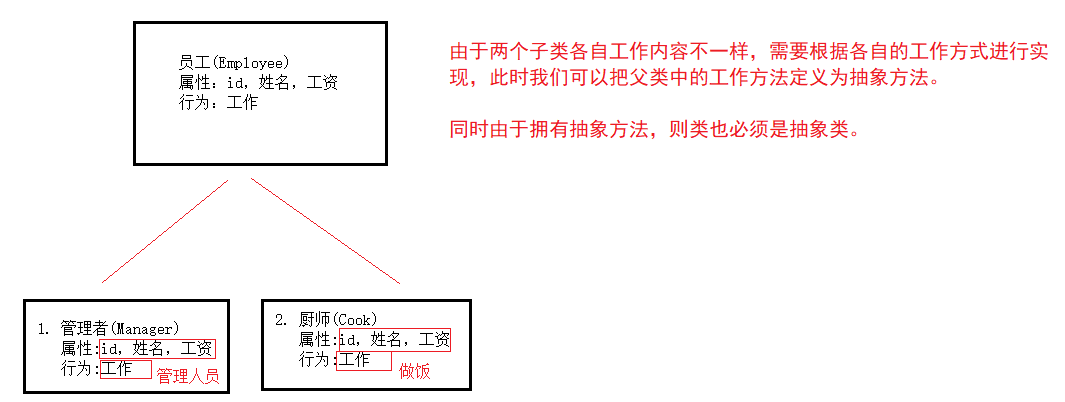 员工(Employee)
属性：id，姓名，工资
行为：工作
由于两个子类各自工作内容不一样，需要根据各自的工作方式进行实
现，此时我们可以把父类中的工作方法定义为抽象方法。
同时由于拥有抽象方法，则类也必须是抽象类。
1. 管理者(Manager)
属性:id，姓名，工资
行为:工作
管理人员
2. 厨师(Cook)
属性:id，姓名，工资
行为:工作
做饭